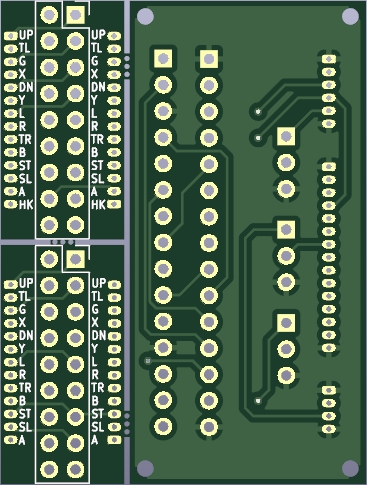 UP UP
TL TL
G G
X X
DN DN
Y Y
L L
R R
TR TR
B B
ST ST
SL SL
A A
HK HK
UP UP
TL TL
G G
X X
DN DN
Y Y
L L
R R
TR TR
B B
ST ST
SL SL
A A